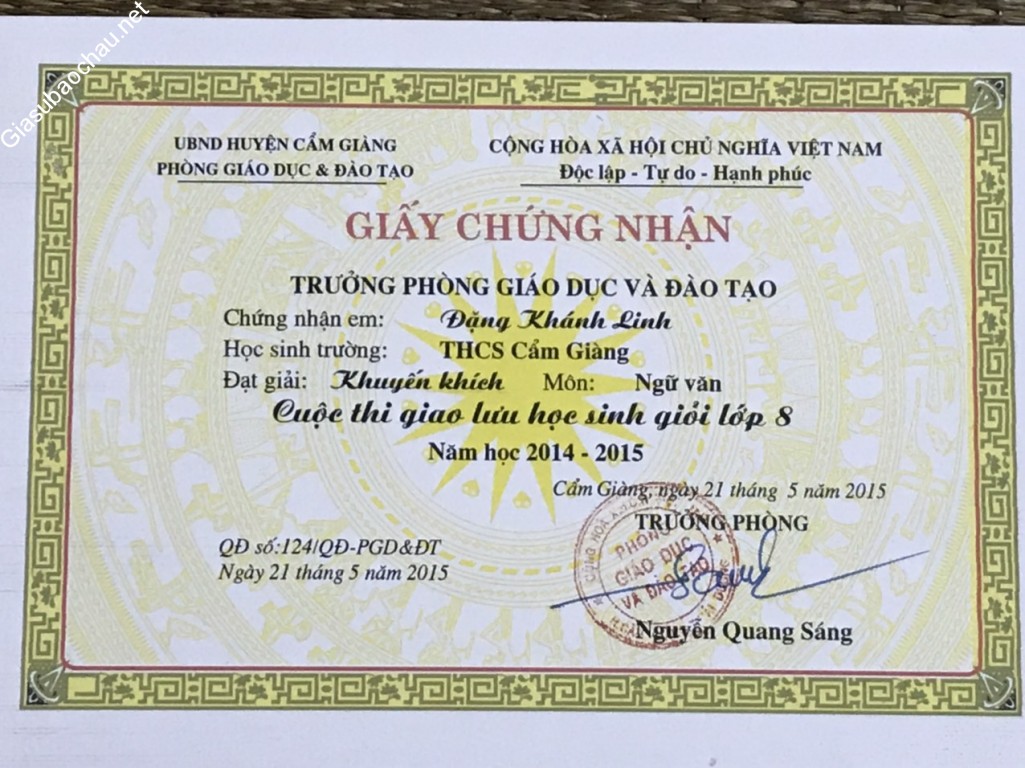 Giasubaochau.net
UBND HUYỆN CẨM GIÀNG
PHÒNG GIÁO DỤC & ĐÀO TẠO
CỘNG HÒA XÃ HỘI CHỦ NGHĨA VIỆT NAM
Độc lập - Tự do - Hạnh phúc
GIẤY CHỨNG NHẬN
TRƯỞNG PHÒNG GIÁO DỤC VÀ ĐÀO TẠO
Chứng nhận em: Đặng Khánh Linh
Học sinh trường: THCS Cẩm Giàng
Đạt giải: Khuyến khích Môn: Ngữ văn
Cuộc thi giao lưu học sinh giỏi lớp 8
Năm học 2014 - 2015
Cẩm Giàng, ngày 21 tháng 5 năm 2015
TRƯỞNG PHÒNG
QĐ số:124/QĐ-PGD&ĐT
Ngày 21 tháng 5 năm 2015
PHÒNG
GIÁO DỤC
VÀ ĐÀO TẠO
Nguyễn Quang Sáng